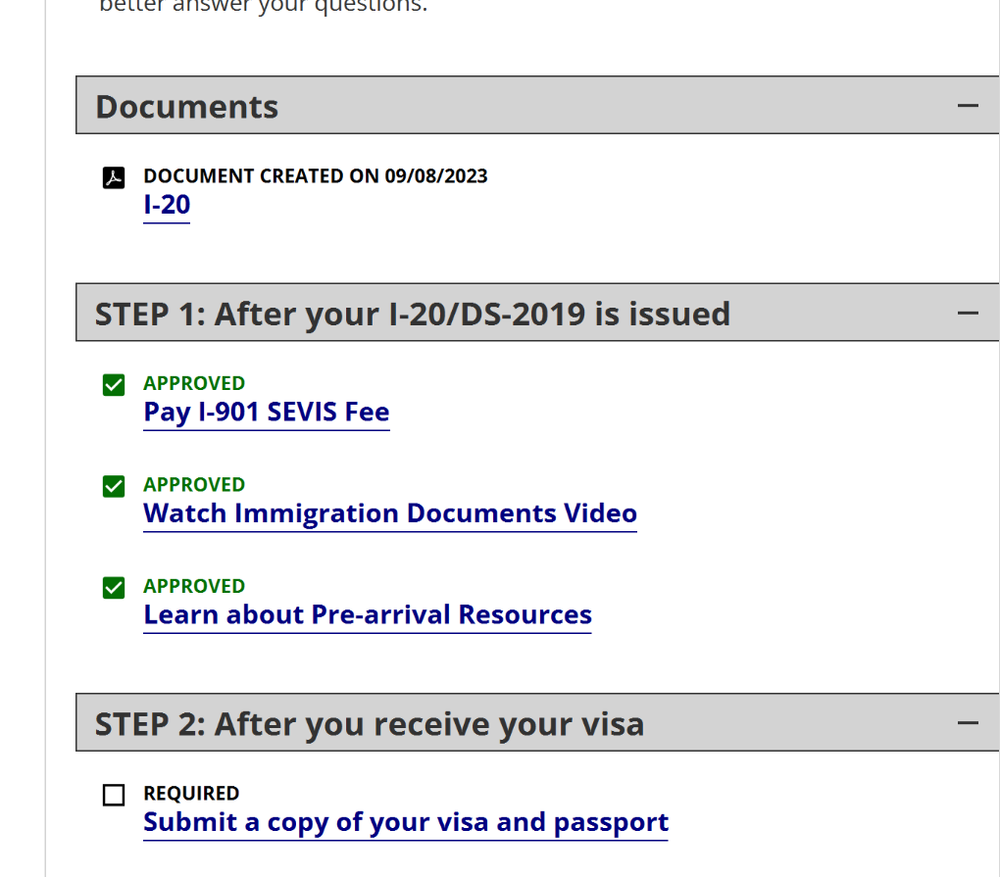 better answer your questions.
Documents
DOCUMENT CREATED ON 09/08/2023
I-20
STEP 1: After your I-20/DS-2019 is issued
APPROVED
Pay I-901 SEVIS Fee
APPROVED
Watch Immigration Documents Video
APPROVED
Learn about Pre-arrival Resources
STEP 2: After you receive your visa
REQUIRED
Submit a copy of your visa and passport